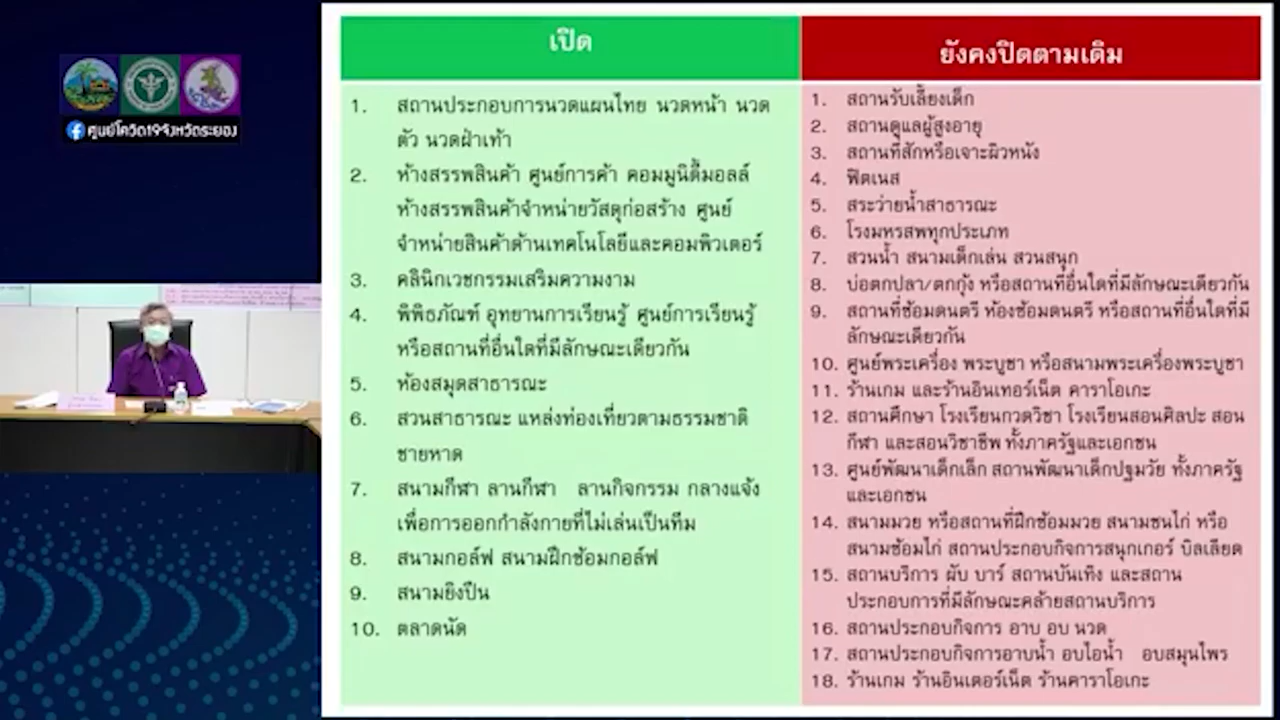 ศูนย์โควิด19จังหวัดระยอง
เปิด
1. สถานประกอบการนวดแผนไทย นวดหน้า นวด
ตัว นวดฝ่าเท้า
2. ห้างสรรพสินค้า ศูนย์การค้า คอมมูนิตี้มอลล์
ห้างสรรพสินค้าจำหน่ายวัสดุก่อสร้าง ศูนย์
จำหน่ายสินค้าด้านเทคโนโลยีและคอมพิวเตอร์
3. คลินิกเวชกรรมเสริมความงาม
4. พิพิธภัณฑ์ อุทยานการเรียนรู้ ศูนย์การเรียนรู้
หรือสถานที่อื่นใดที่มีลักษณะเดียวกัน
5. ห้องสมุดสาธารณะ
6. สวนสาธารณะ แหล่งท่องเที่ยวตามธรรมชาติ
ชายหาด
7. สนามกีฬา ลานกีฬา ลานกิจกรรม กลางแจ้ง
เพื่อการออกกำลังกายที่ไม่เล่นเป็นทีม
8. สนามกอล์ฟ สนามฝึกซ้อมกอล์ฟ
9. สนามยิงปืน
10. ตลาดนัด
ยังคงปิดตามเดิม
1. สถานรับเลี้ยงเด็ก
2. สถานดูแลผู้สูงอายุ
3. สถานที่สักหรือเจาะผิวหนัง
4. ฟิตเนส
5. สระว่ายน้ำสาธารณะ
6. โรงมหรสพทุกประเภท
7. สวนน้ำ สนามเด็กเล่น สวนสนุก
8. บ่อตกปลา/ตกกุ้ง หรือสถานที่อื่นใดที่มีลักษณะเดียวกัน
9. สถานที่ซ้อมดนตรี ห้องซ้อมดนตรี หรือสถานที่อื่นใดที่มี
ลักษณะเดียวกัน
10. ศูนย์พระเครื่อง พระบูชา หรือสนามพระเครื่องพระบูชา
11. ร้านเกม และร้านอินเทอร์เน็ต คาราโอเกะ
12. สถานศึกษา โรงเรียนกวดวิชา โรงเรียนสอนศิลปะ สอน
กีฬา และสอนวิชาชีพ ทั้งภาครัฐและเอกชน
13. ศูนย์พัฒนาเด็กเล็ก สถานพัฒนาเด็กปฐมวัย ทั้งภาครัฐ
และเอกชน
14. สนามมวย หรือสถานที่ฝึกซ้อมมวย สนามชนไก่ หรือ
สนามซ้อมไก่ สถานประกอบกิจการสนุกเกอร์ บิลเลียด
15. สถานบริการ ผับ บาร์ สถานบันเทิง และสถาน
ประกอบการที่มีลักษณะคล้ายสถานบริการ
16. สถานประกอบกิจการ อาบ อบ นวด
17. สถานประกอบกิจการอาบน้ำ อบไอน้ำ อบสมุนไพร
18. ร้านเกม ร้านอินเตอร์เน็ต ร้านคาราโอเกะ